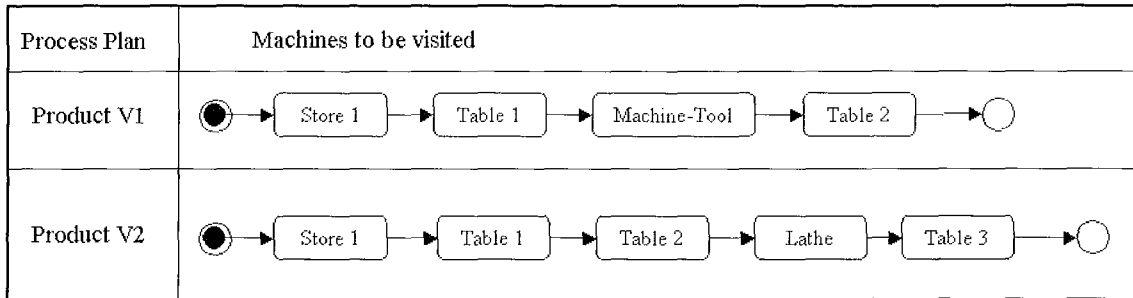 Process Plan Machines to be visited
Product V1 Store 1 Table 1 Machine-Tool Table 2
Product V2 Store 1 Table 1 Table 2 Lathe Table 3